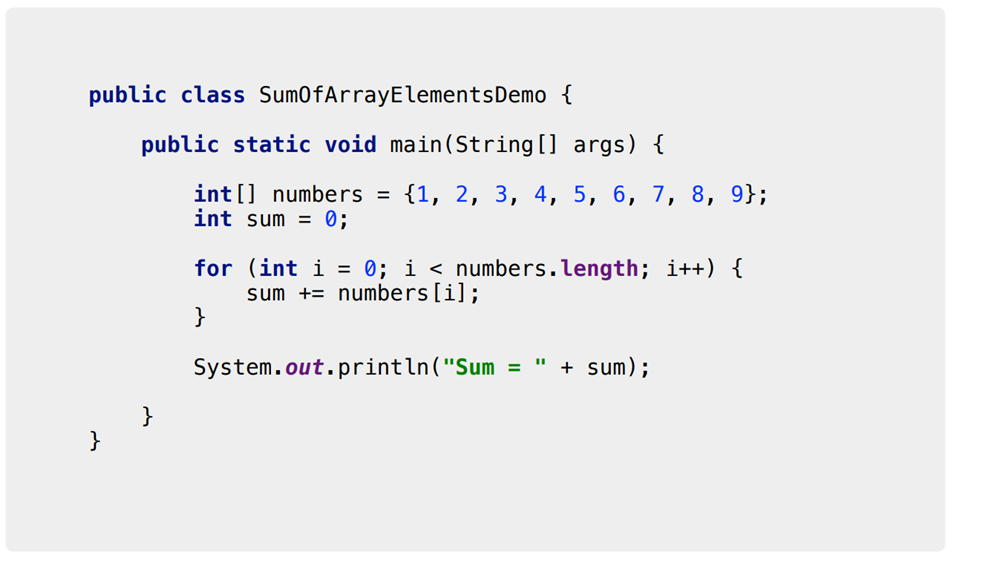 public class SumOfArrayElementsDemo {
public static void main(String[] args) {
int[] numbers = {1, 2, 3, 4, 5, 6, 7, 8, 9};
int sum = 0;
for (int i = 0; i < numbers.length; i++) {
sum += numbers[i];
}
System.out.println("Sum = " + sum);
}
}